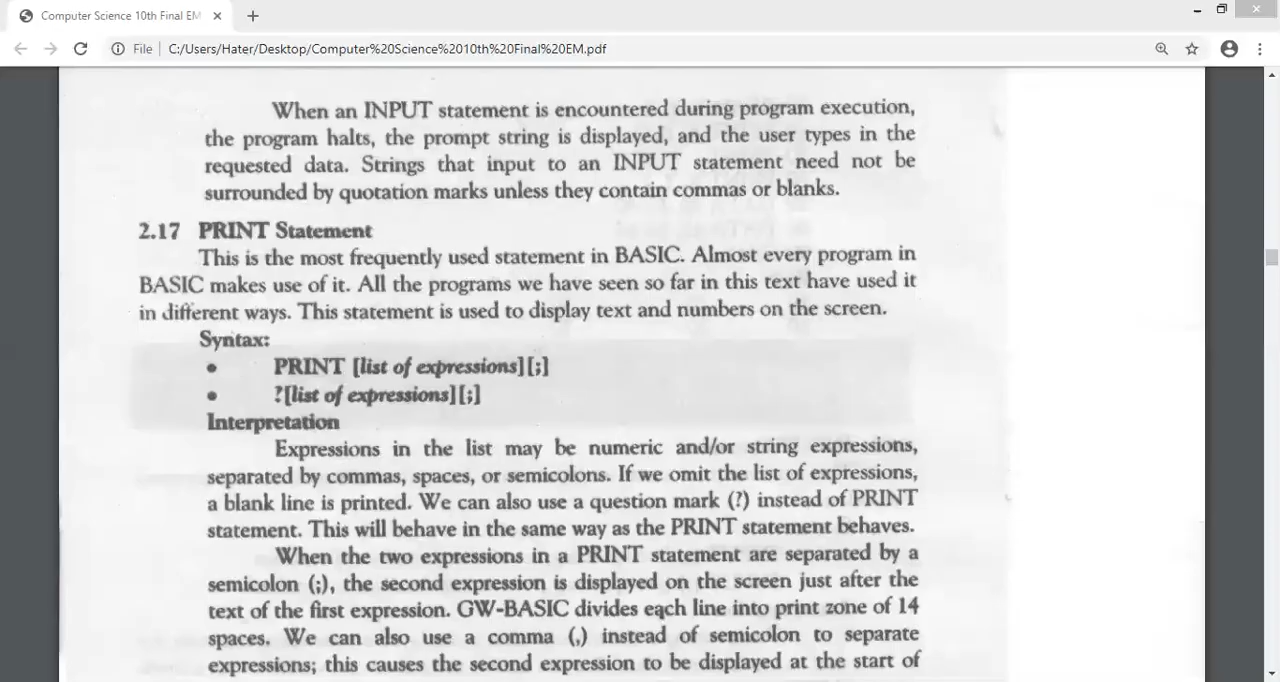 Computer Science 10th Final EM
File
C:/Users/Hater/Desktop/Computer%20Science%2010th%20Final%20EM.pdf
When an INPUT statement is encountered during program execution,
the program halts, the prompt string is displayed, and the user types in the
requested data. Strings that input to an INPUT statement need not be
surrounded by quotation marks unless they contain commas or blanks.
2.17 PRINT Statement
This is the most frequently used statement in BASIC. Almost every program in
BASIC makes use of it. All the programs we have seen so far in this text have used it
in different ways. This statement is used to display text and numbers on the screen.
Syntax:
• PRINT [list of expressions][;]
• ?[list of expressions][;]
Interpretation
Expressions in the list may be numeric and/or string expressions,
separated by commas, spaces, or semicolons. If we omit the list of expressions,
a blank line is printed. We can also use a question mark (?) instead of PRINT
statement. This will behave in the same way as the PRINT statement behaves.
When the two expressions in a PRINT statement are separated by a
semicolon (;), the second expression is displayed on the screen just after the
text of the first expression. GW-BASIC divides each line into print zone of 14
spaces. We can also use a comma (,) instead of semicolon to separate
expressions; this causes the second expression to be displayed at the start of